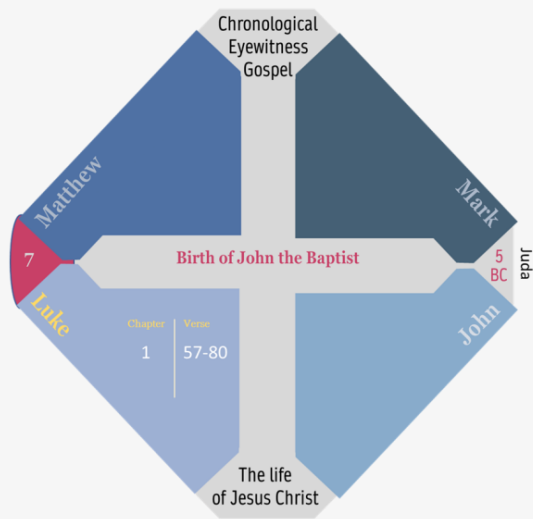 Chronological
Eyewitness
Gospel
Matthew
Mark
7
Birth of John the Baptist
5
BC
Juda
Luke
Chapter
Verse
1
57-80
John
The life
of Jesus Christ